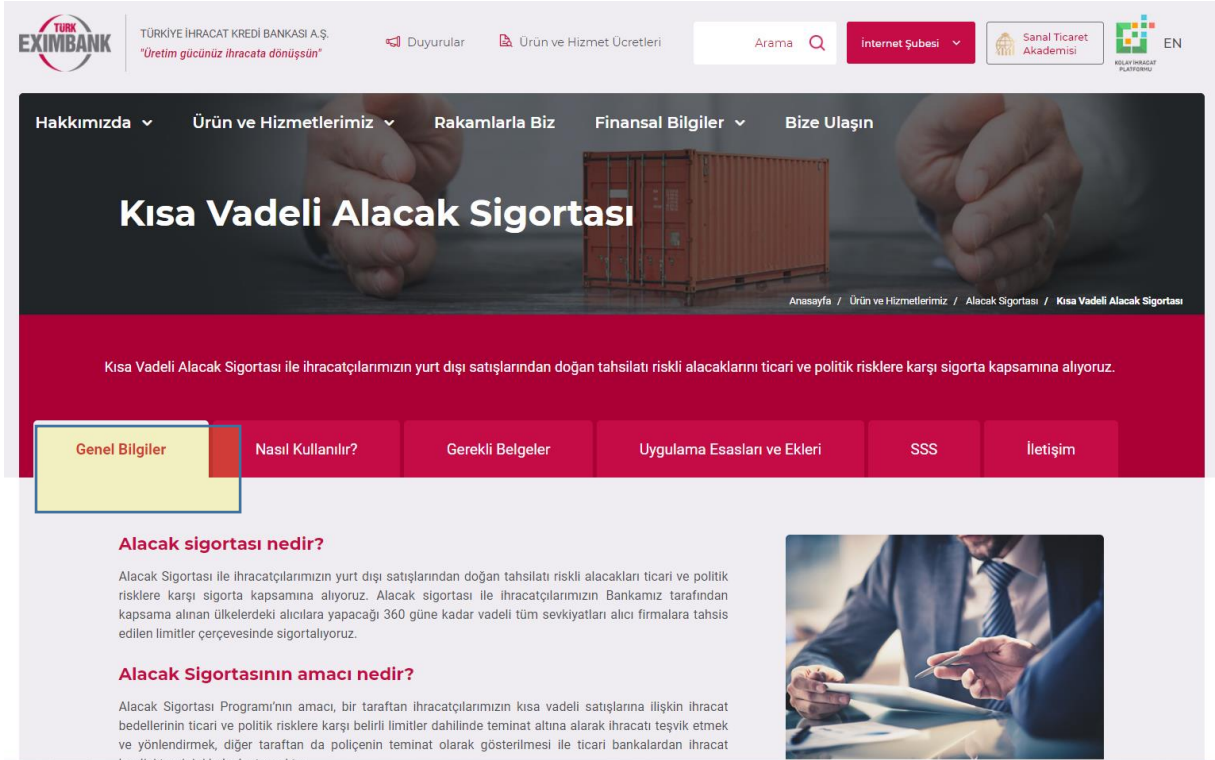 TÜRK
EXIMBANK
TÜRKİYE İHRACAT KREDİ BANKASI A.Ş.
"Üretim gücünüz ihracata dönüşsün"
Duyurular
Ürün ve Hizmet Ücretleri
Arama
İnternet Şubesi
Sanal Ticaret
Akademisi
KOLAY İHRACAT
PLATFORMU
EN
Hakkımızda
Ürün ve Hizmetlerimiz
Rakamlarla Biz
Finansal Bilgiler
Bize Ulaşın
Kısa Vadeli Alacak Sigortası
Anasayfa / Ürün ve Hizmetlerimiz / Alacak Sigortası / Kısa Vadeli Alacak Sigortası
Kısa Vadeli Alacak Sigortası ile ihracatçılarımızın yurt dışı satışlarından doğan tahsilatı riskli alacaklarını ticari ve politik risklere karşı sigorta kapsamına alıyoruz.
Genel Bilgiler
Nasıl Kullanılır?
Gerekli Belgeler
Uygulama Esasları ve Ekleri
SSS
İletişim
Alacak sigortası nedir?
Alacak Sigortası ile ihracatçılarımızın yurt dışı satışlarından doğan tahsilatı riskli alacakları ticari ve politik
risklere karşı sigorta kapsamına alıyoruz. Alacak sigortası ile ihracatçılarımızın Bankamız tarafından
kapsama alınan ülkelerdeki alıcılara yapacağı 360 güne kadar vadeli tüm sevkiyatları alıcı firmalara tahsis
edilen limitler çerçevesinde sigortalıyoruz.
Alacak Sigortasının amacı nedir?
Alacak Sigortası Programı'nın amacı, bir taraftan ihracatçılarımızın kısa vadeli satışlarına ilişkin ihracat
bedellerinin ticari ve politik risklere karşı belirli limitler dahilinde teminat altına alarak ihracatı teşvik etmek
ve yönlendirmek, diğer taraftan da poliçenin teminat olarak gösterilmesi ile ticari bankalardan ihracat